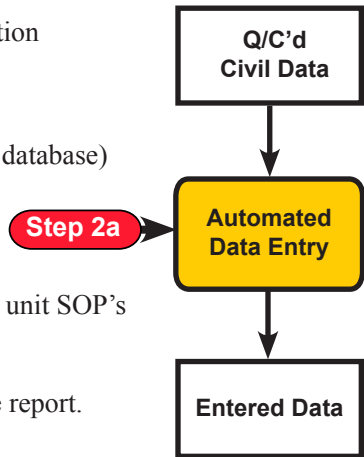 tion
database)
unit SOP's
report.
Q/C'd
Civil Data
Step 2a
Automated
Data Entry
Entered Data